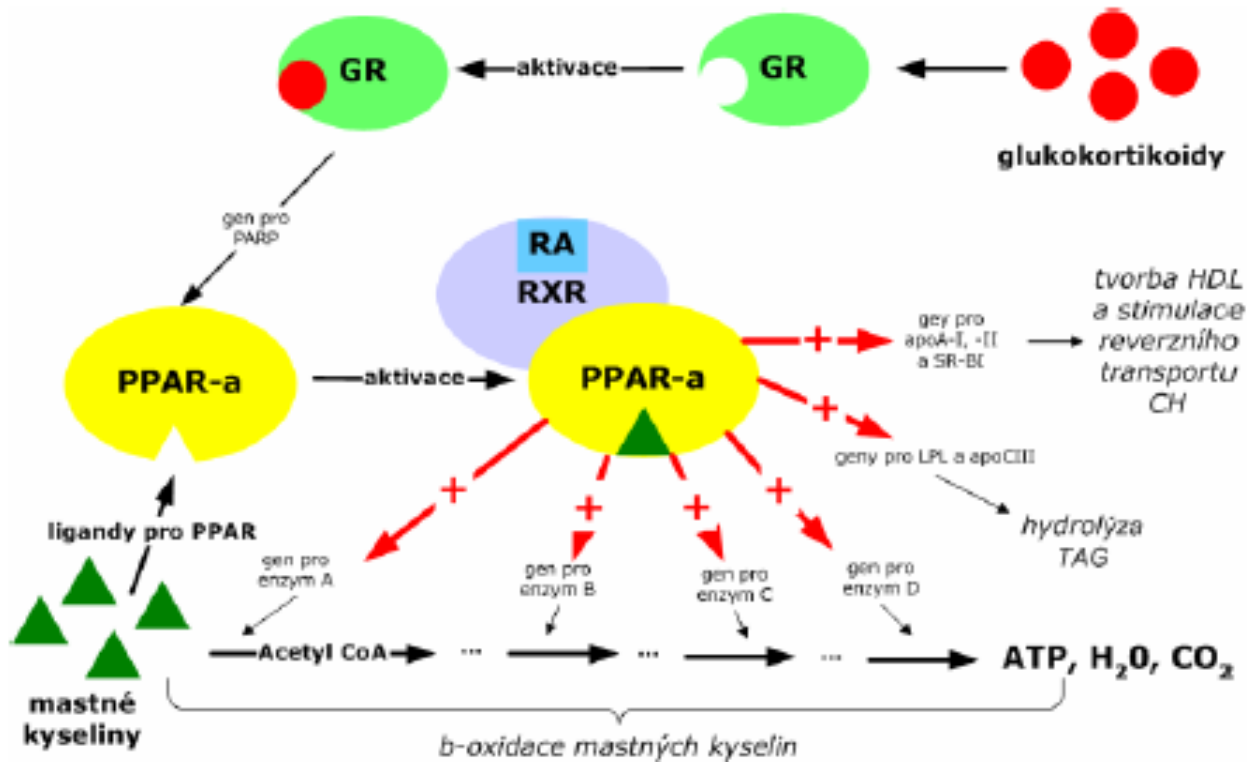 GR
aktivace
GR
glukokortikoidy
gen pro
PARP
RA
RXR
PPAR-a
aktivace
PPAR-a
gey pro
apoA-I, -II
a SR-BI
tvorba HDL
a stimulace
reverzního
transportu
CH
geny pro LPL a apoCIII
hydrolýza
TAG
ligandy pro PPAR
mastné
kyseliny
gen pro
enzym A
gen pro
enzym B
gen pro
enzym C
gen pro
enzym D
+
+
+
+
+
+
Acetyl CoA
...
...
...
ATP, H₂0, CO₂
b-oxidace mastných kyselin